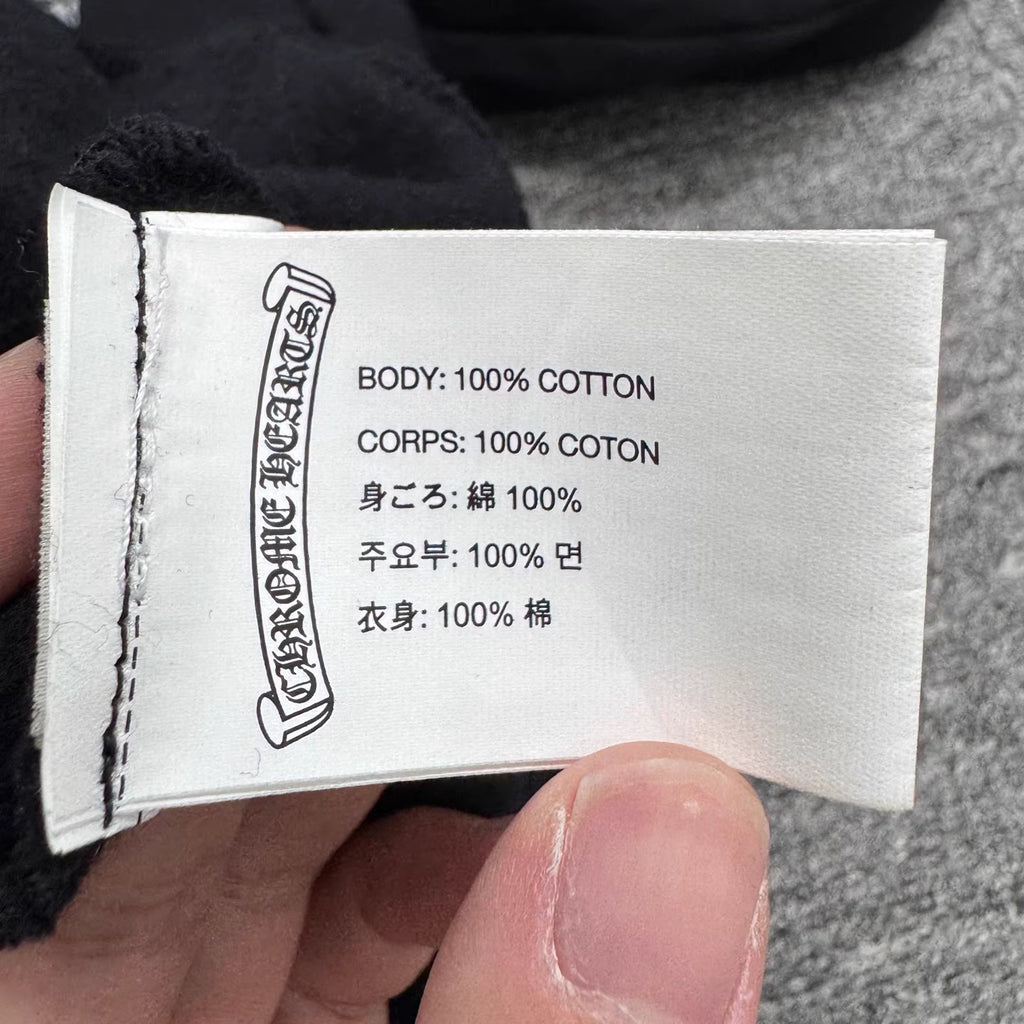 CHROME HEARTS
BODY: 100% COTTON
CORPS: 100% COTON
身ごろ: 綿 100%
주요부: 100% 면
衣身: 100% 棉